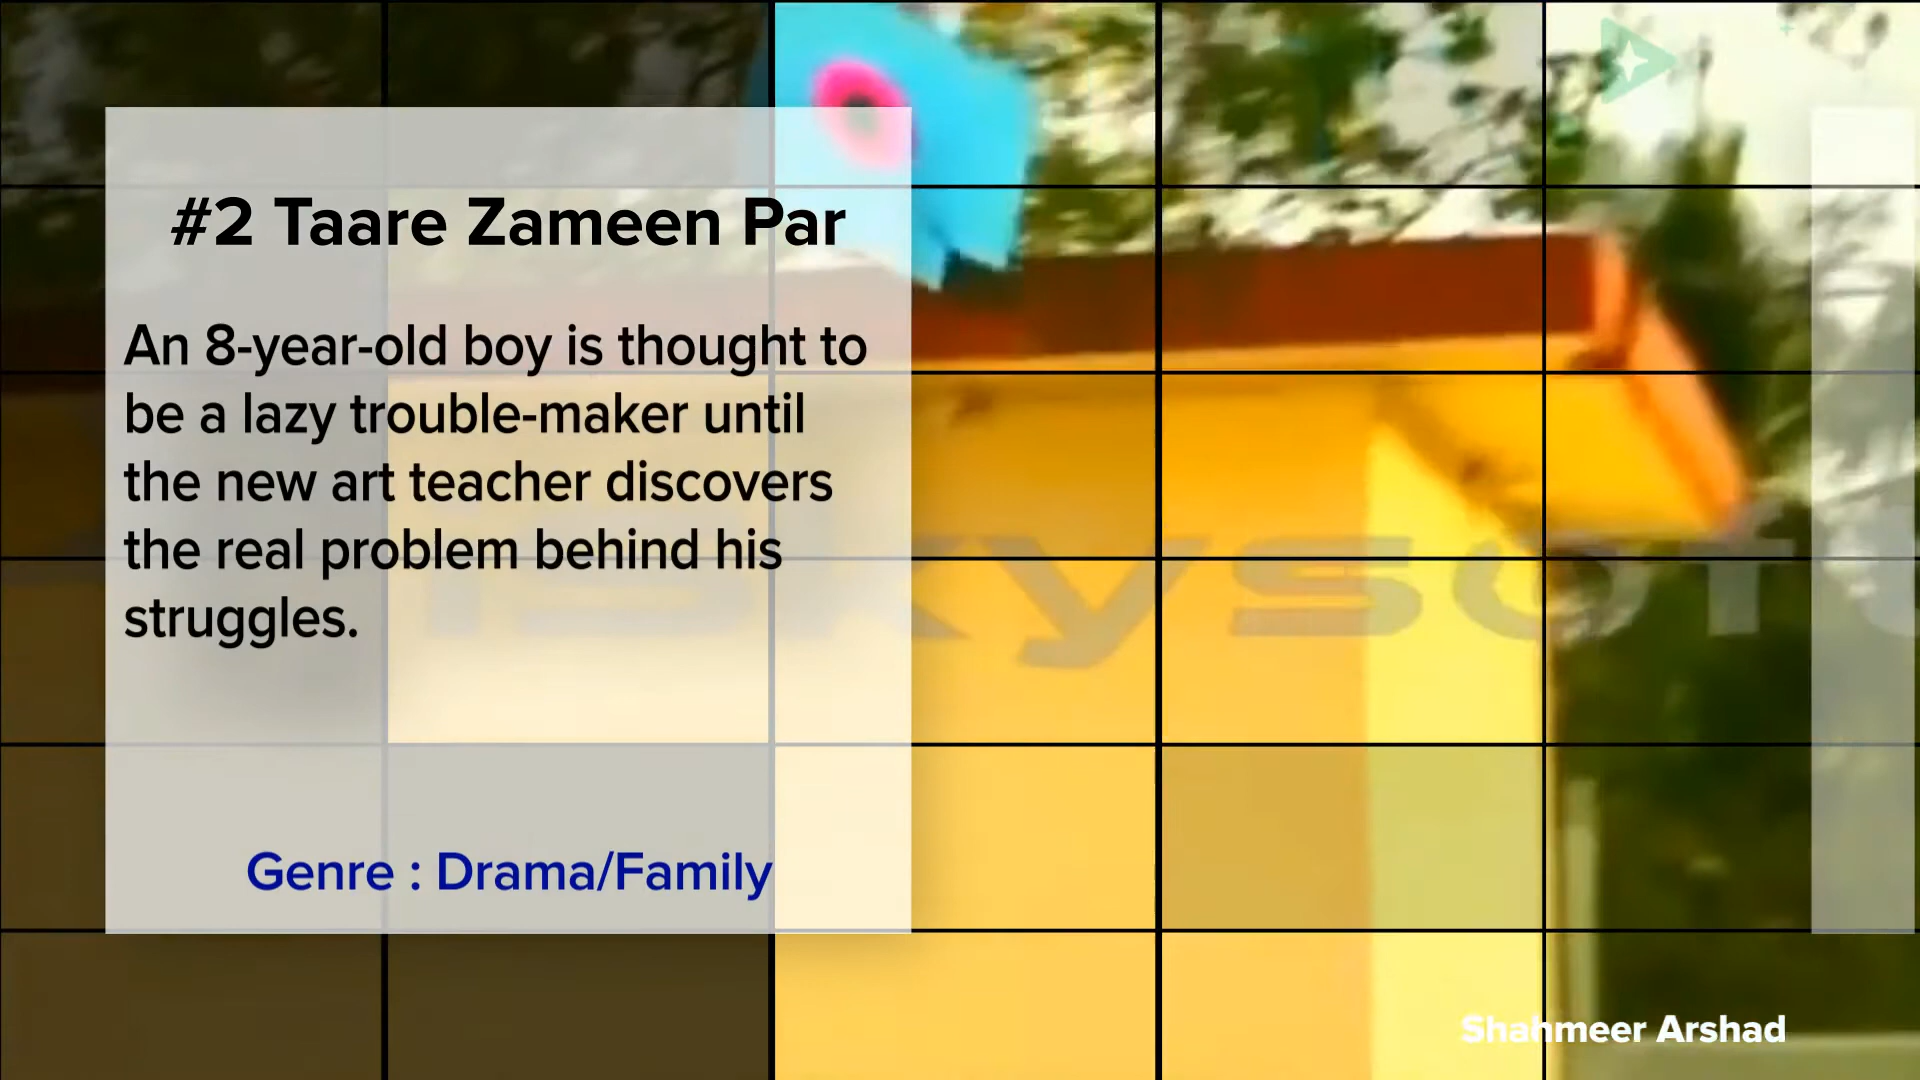 #2 Taare Zameen Par
An 8-year-old boy is thought to
be a lazy trouble-maker until
the new art teacher discovers
the real problem behind his
struggles.
iSkysoft
Genre : Drama/Family
Shahmeer Arshad